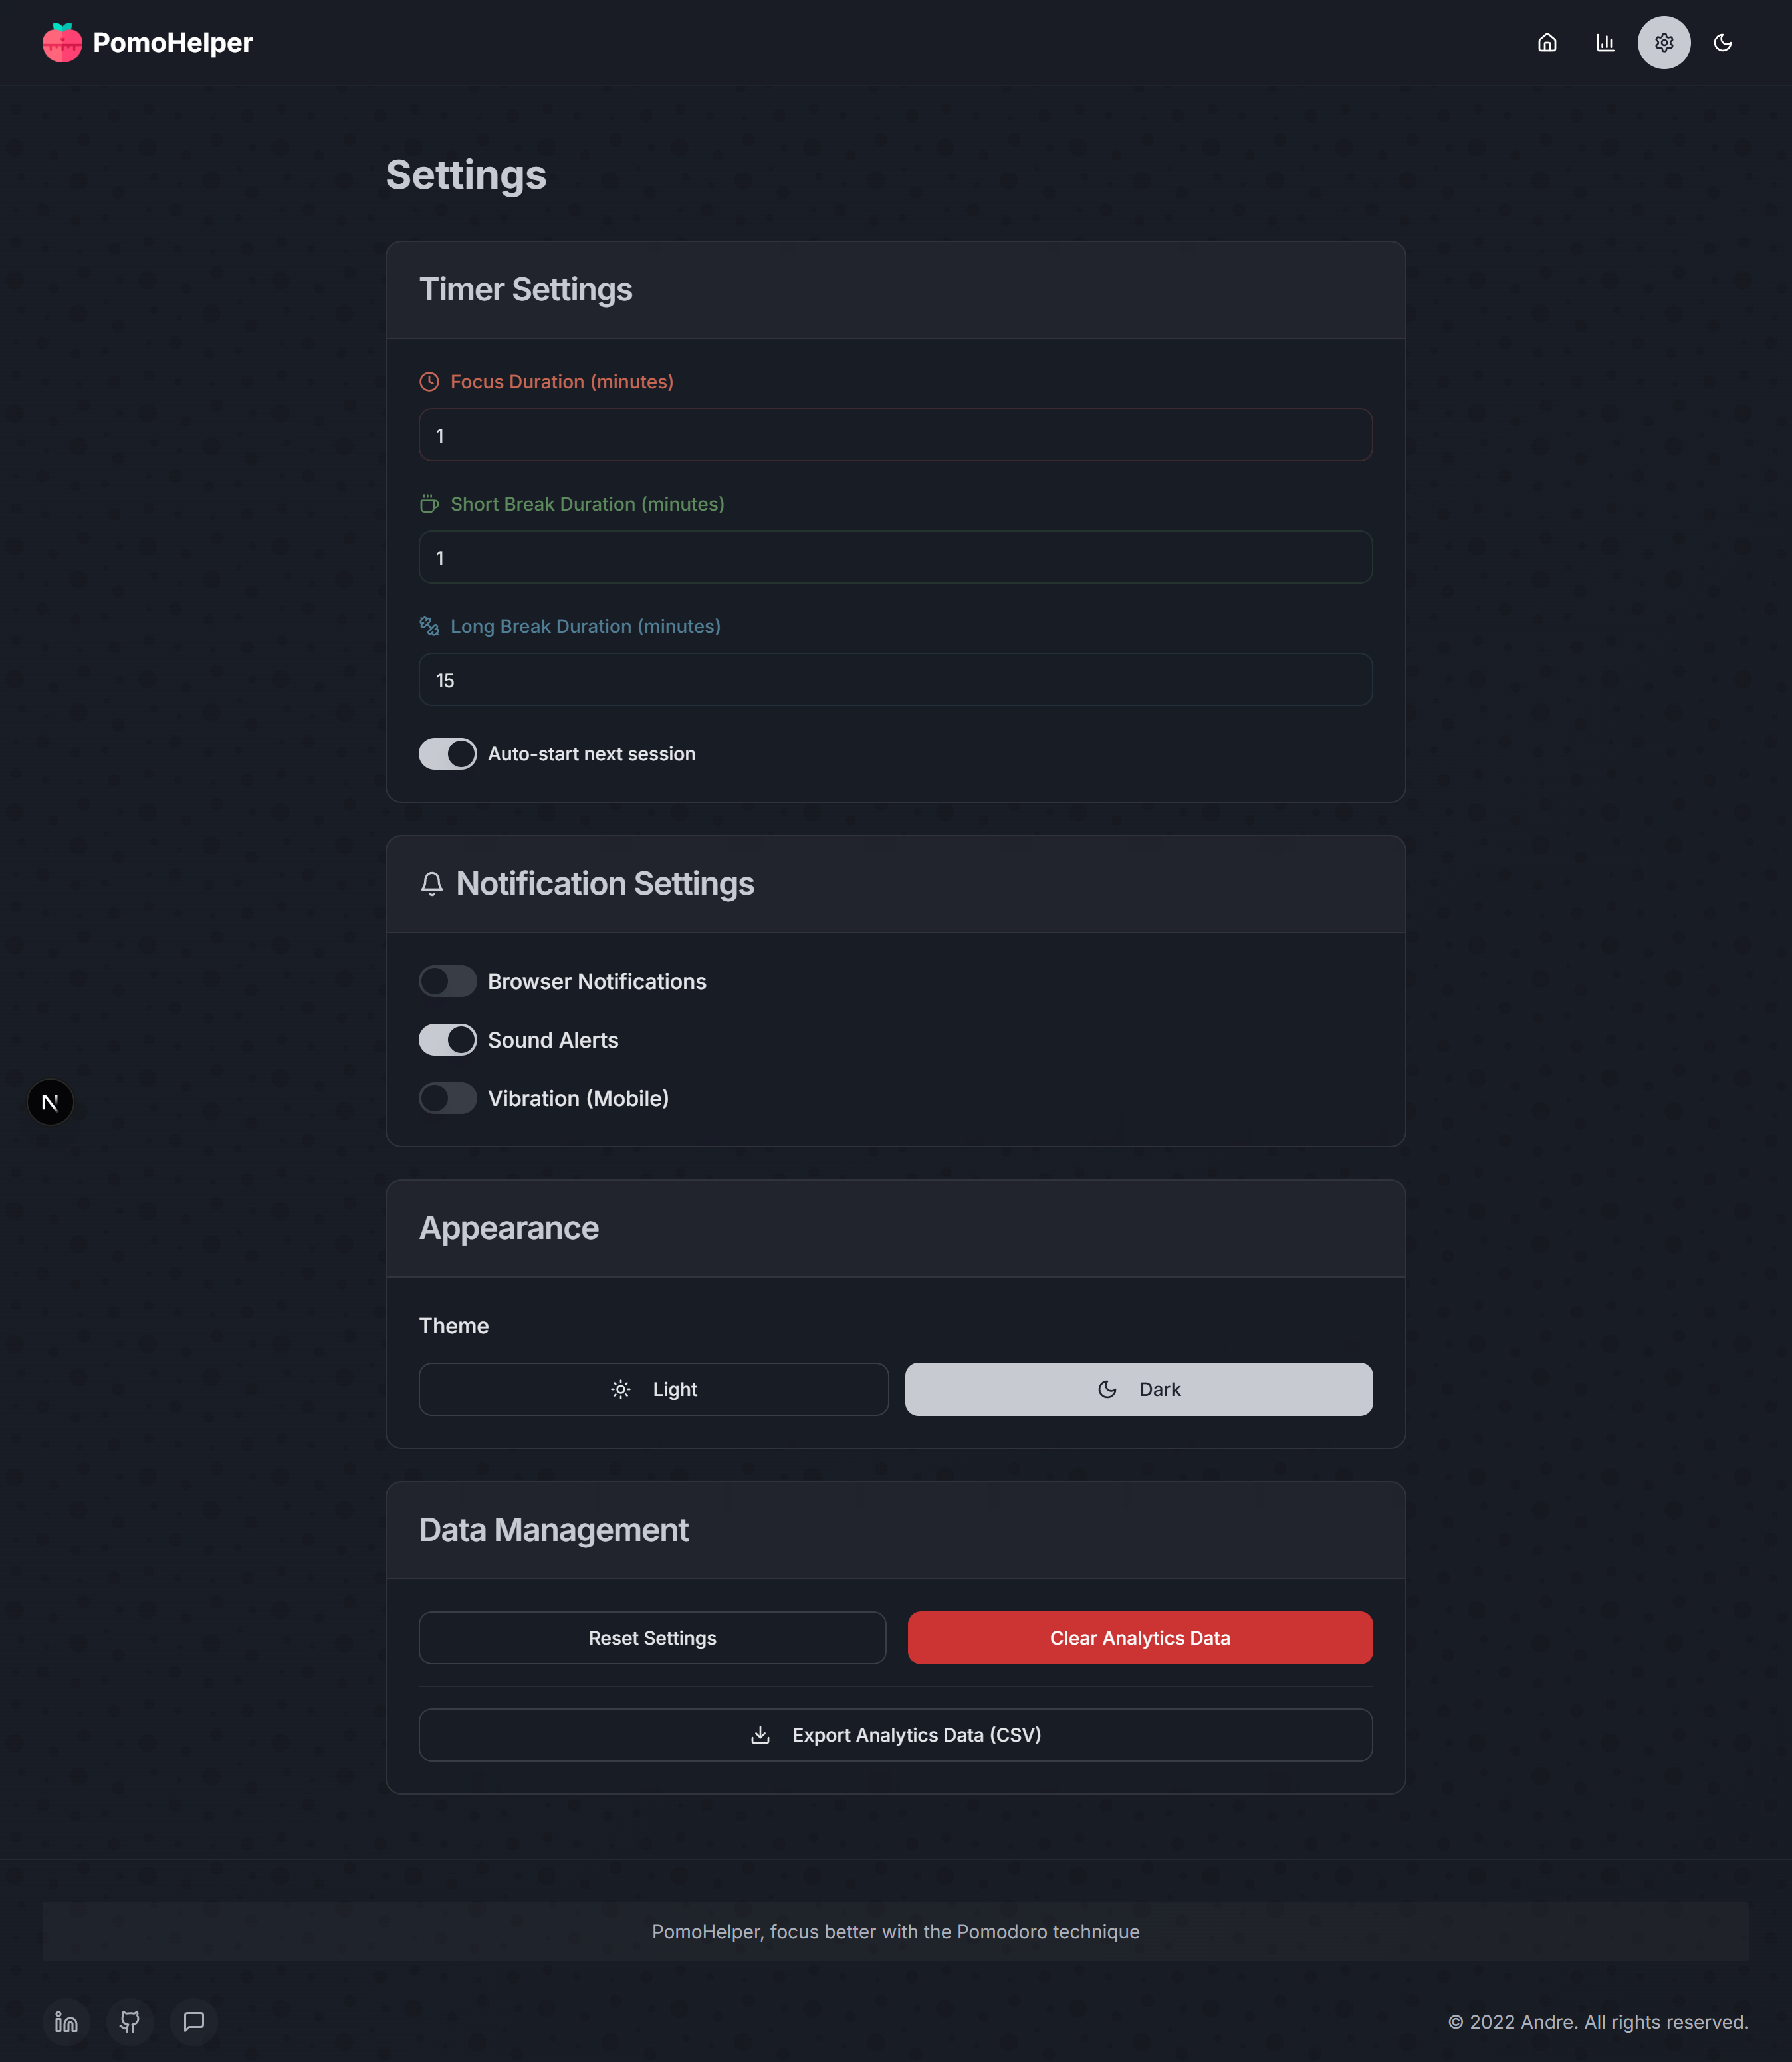 PomoHelper
Settings
Timer Settings
Focus Duration (minutes)
1
Short Break Duration (minutes)
1
Long Break Duration (minutes)
15
Auto-start next session
Notification Settings
Browser Notifications
Sound Alerts
Vibration (Mobile)
N
Appearance
Theme
Light
Dark
Data Management
Reset Settings
Clear Analytics Data
Export Analytics Data (CSV)
PomoHelper, focus better with the Pomodoro technique
in
© 2022 Andre. All rights reserved.